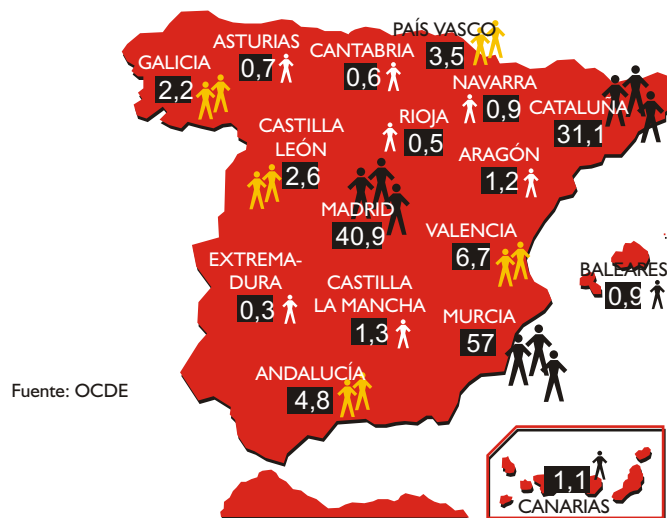 PAÍS VASCO
3,5
ASTURIAS
0,7
CANTABRIA
0,6
GALICIA
2,2
NAVARRA
0,9
CATALUÑA
31,1
RIOJA
0,5
CASTILLA
LEÓN
2,6
ARAGÓN
1,2
MADRID
40,9
VALENCIA
6,7
BALEARES
0,9
EXTREMA-
DURA
0,3
CASTILLA
LA MANCHA
1,3
MURCIA
57
ANDALUCÍA
4,8
Fuente: OCDE
1,1
CANARIAS